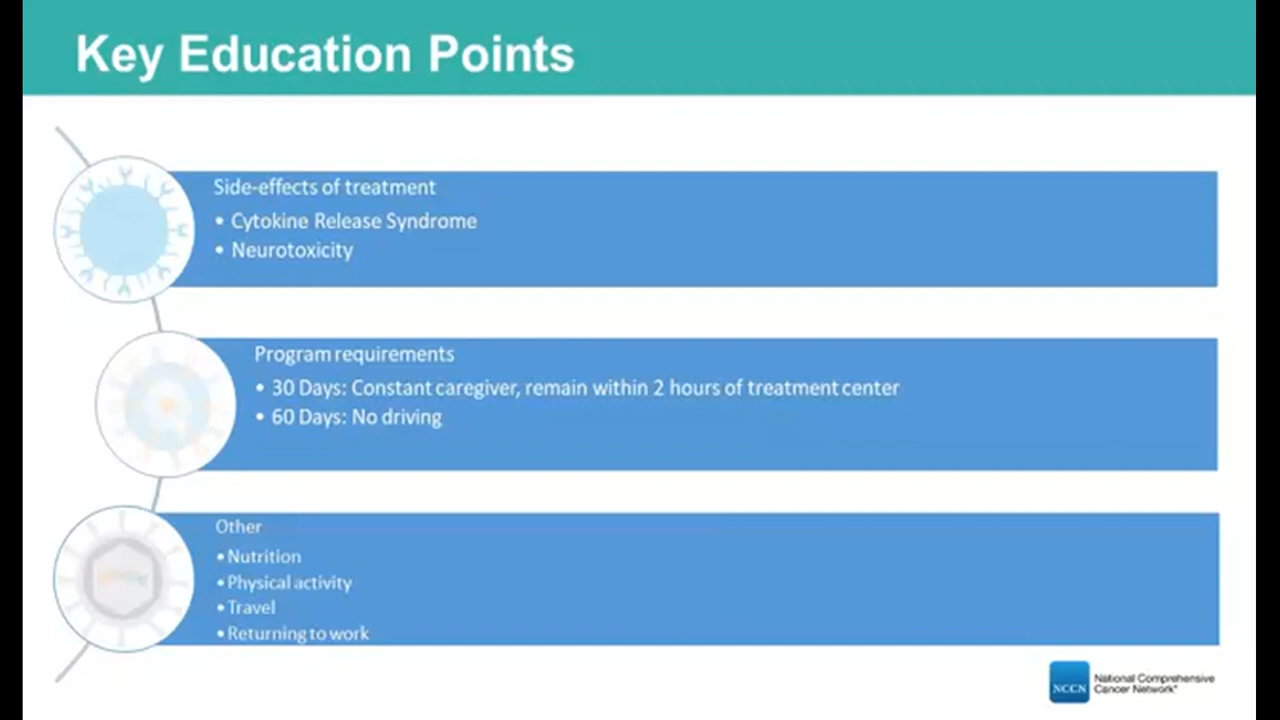 Key Education Points
Side-effects of treatment
• Cytokine Release Syndrome
• Neurotoxicity
Program requirements
• 30 Days: Constant caregiver, remain within 2 hours of treatment center
• 60 Days: No driving
Other
• Nutrition
• Physical activity
• Travel
• Returning to work
NCCN
National Comprehensive
Cancer Network®